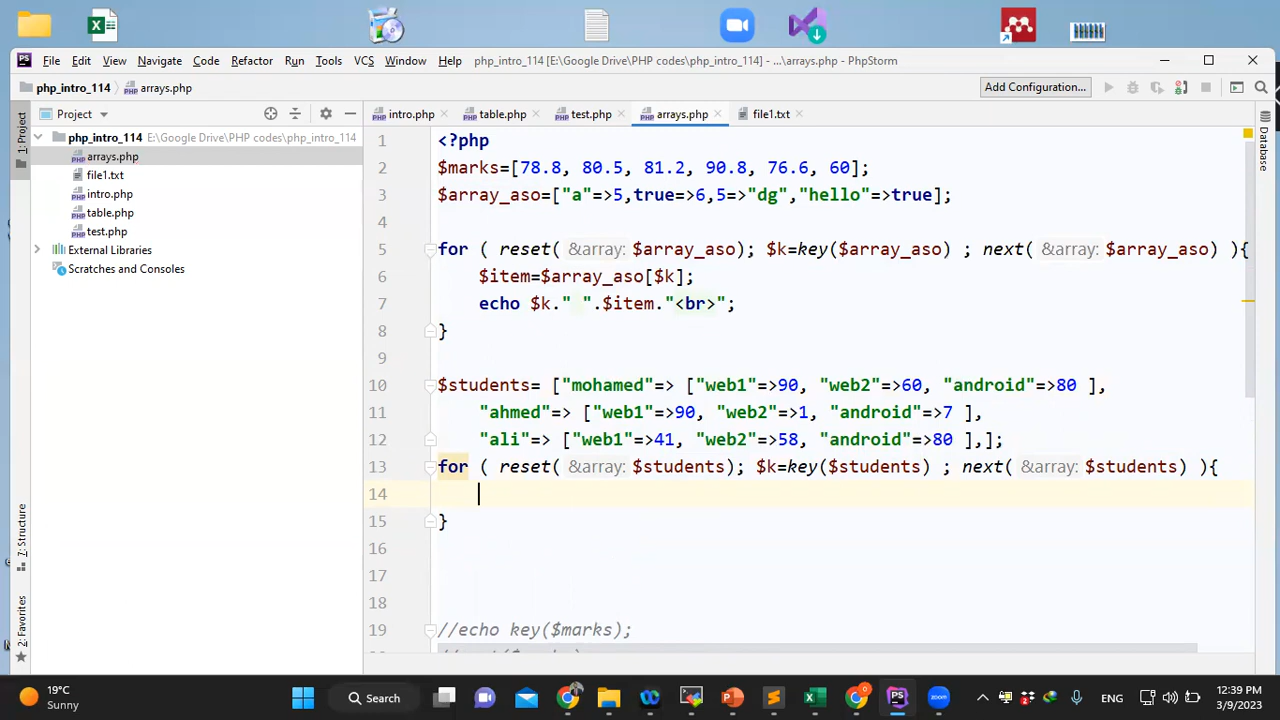 File Edit View Navigate Code Refactor Run Tools VCS Window Help php_intro_114 [E:\Google Drive\PHP codes\php_intro_114] - ...\arrays.php - PhpStorm
php_intro_114 arrays.php Add Configuration...
Project
intro.php table.php test.php arrays.php file1.txt
php_intro_114 E:\Google Drive\PHP codes\php_intro_114
arrays.php
file1.txt
intro.php
table.php
test.php
External Libraries
Scratches and Consoles
1: Project
7: Structure
2: Favorites
Database
1 <?php
2 $marks=[78.8, 80.5, 81.2, 90.8, 76.6, 60];
3 $array_aso=["a"=>5,true=>6,5=>"dg","hello"=>true];
4
5 for ( reset( &array: $array_aso); $k=key($array_aso) ; next( &array: $array_aso) ){
6 $item=$array_aso[$k];
7 echo $k." ".$item."<br>";
8 }
9
10 $students= ["mohamed"=> ["web1"=>90, "web2"=>60, "android"=>80 ],
11 "ahmed"=> ["web1"=>90, "web2"=>1, "android"=>7 ],
12 "ali"=> ["web1"=>41, "web2"=>58, "android"=>80 ],];
13 for ( reset( &array: $students); $k=key($students) ; next( &array: $students) ){
14
15 }
16
17
18
19 //echo key($marks);
19°C
Sunny
Search
ENG
12:39 PM
3/9/2023